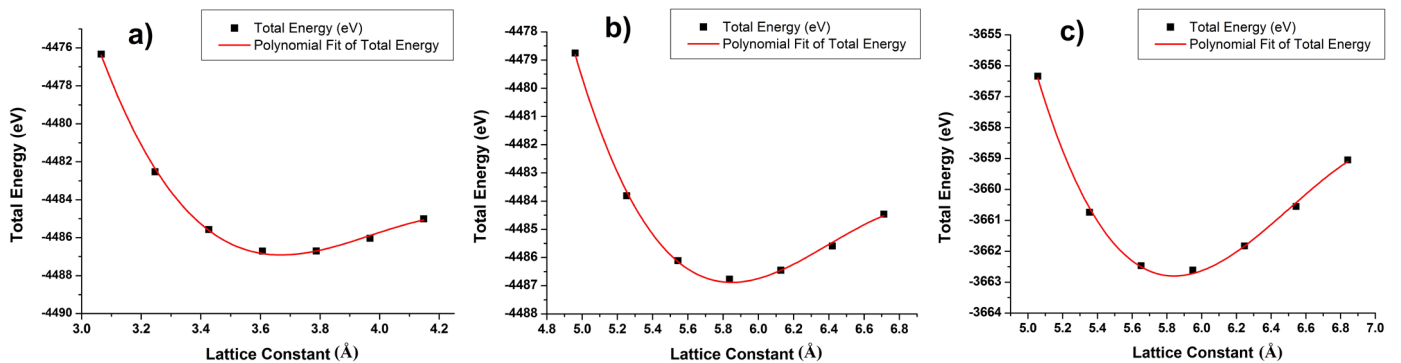 a)
Total Energy (eV)
Polynomial Fit of Total Energy
Total Energy (eV)
-4476
-4478
-4480
-4482
-4484
-4486
-4488
-4490
3.0 3.2 3.4 3.6 3.8 4.0 4.2
Lattice Constant (Å)
b)
Total Energy (eV)
Polynomial Fit of Total Energy
Total Energy (eV)
-4478
-4479
-4480
-4481
-4482
-4483
-4484
-4485
-4486
-4487
-4488
4.8 5.0 5.2 5.4 5.6 5.8 6.0 6.2 6.4 6.6 6.8
Lattice Constant (Å)
c)
Total Energy (eV)
Polynomial Fit of Total Energy
Total Energy (eV)
-3655
-3656
-3657
-3658
-3659
-3660
-3661
-3662
-3663
-3664
5.0 5.2 5.4 5.6 5.8 6.0 6.2 6.4 6.6 6.8 7.0
Lattice Constant (Å)